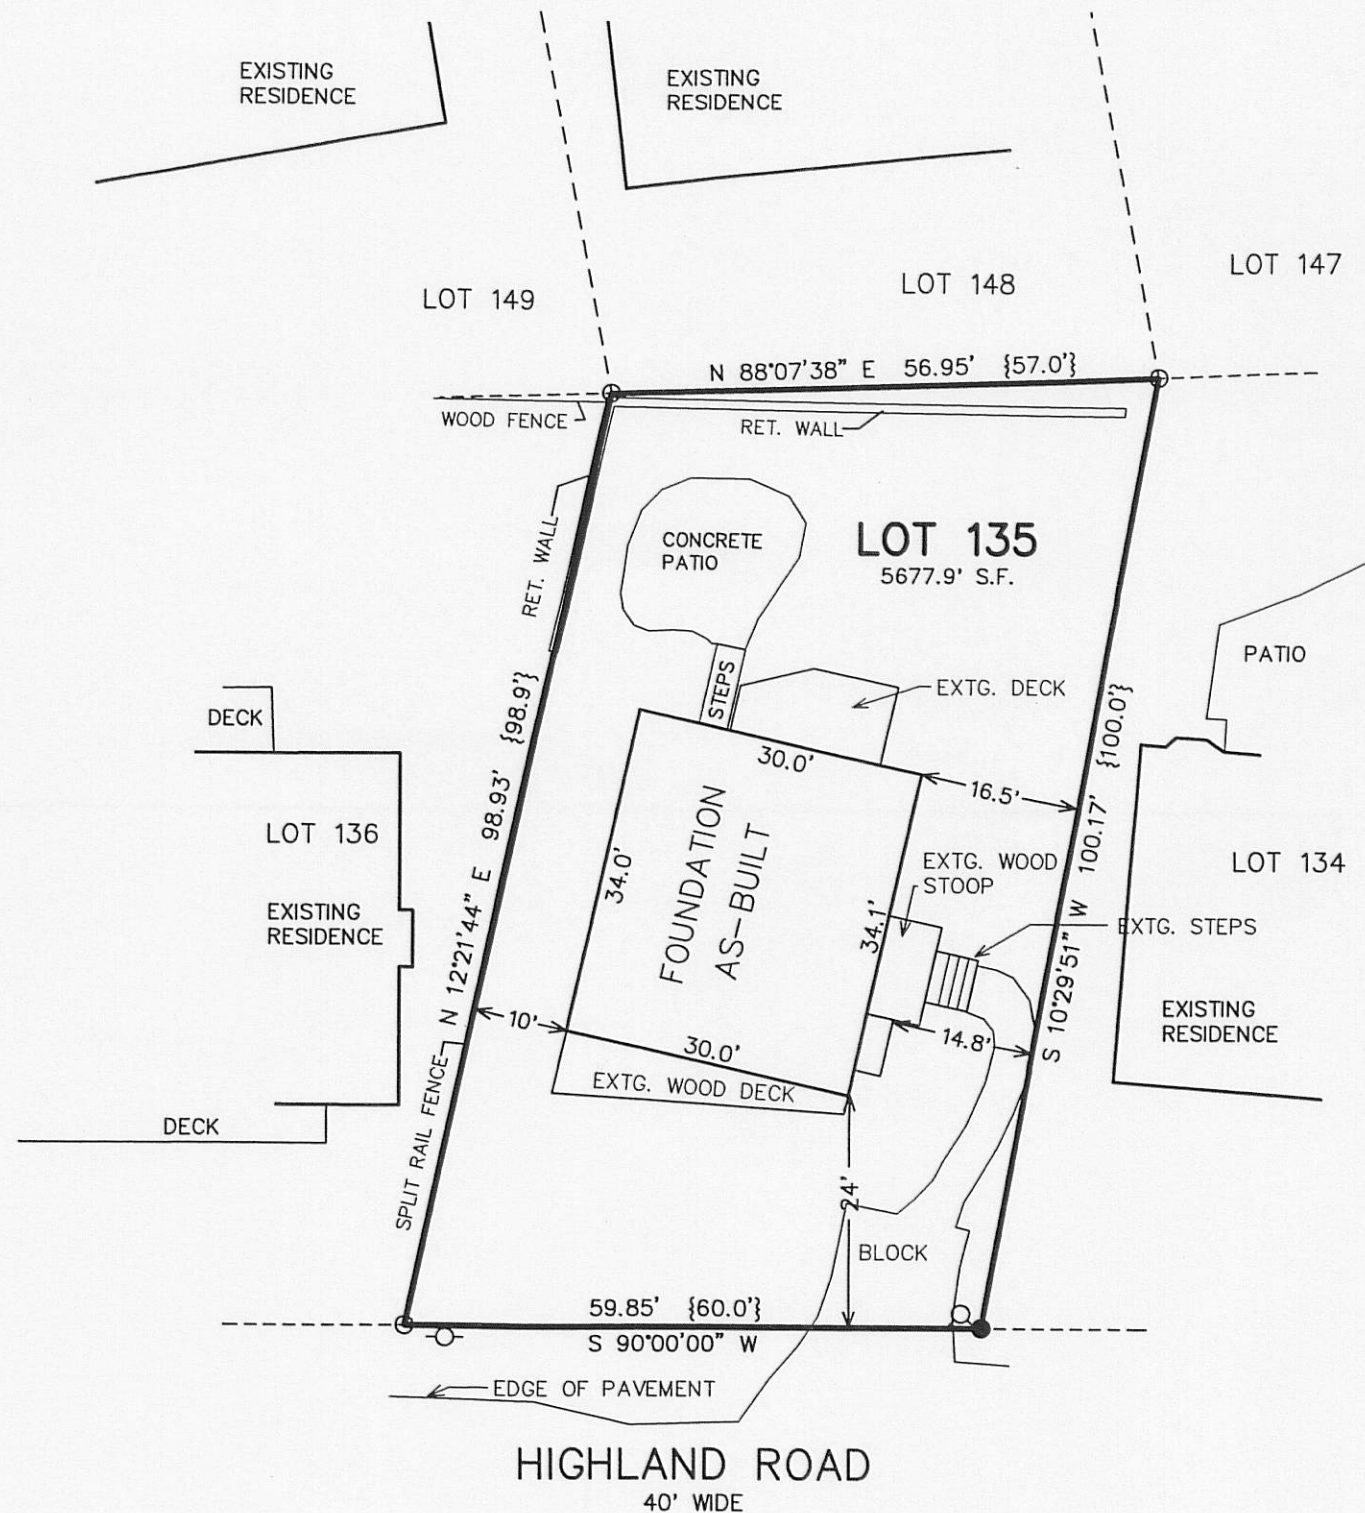 EXISTING
RESIDENCE
EXISTING
RESIDENCE
LOT 149
LOT 148
LOT 147
N 88°07'38" E 56.95' {57.0'}
WOOD FENCE
RET. WALL
RET. WALL
CONCRETE
PATIO
LOT 135
5677.9' S.F.
STEPS
EXTG. DECK
PATIO
DECK
N 12°21'44" E 98.93' {98.9'}
30.0'
16.5'
S 10°29'51" W 100.17' {100.0'}
LOT 136
EXISTING
RESIDENCE
34.0'
FOUNDATION
AS-BUILT
34.1'
EXTG. WOOD
STOOP
EXTG. STEPS
LOT 134
EXISTING
RESIDENCE
10'
30.0'
14.8'
EXTG. WOOD DECK
DECK
SPLIT RAIL FENCE
24'
BLOCK
59.85' {60.0'}
S 90°00'00" W
EDGE OF PAVEMENT
HIGHLAND ROAD
40' WIDE